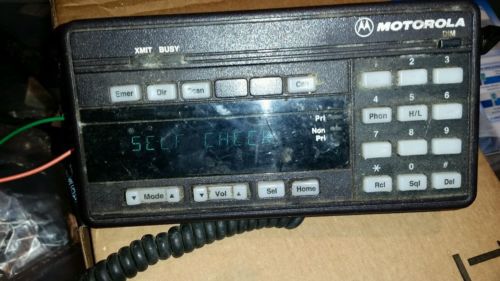 MOTOROLA
DIM
XMIT BUSY
1 2 3
Emer Dir Scan Call
4 5 6
Phon H/L
Pri
Non
Pri
SELF CHECK
7 8 9
* 0 #
Rcl Sql Del
▼ Mode ▲ ▼ Vol ▲ Sel Home